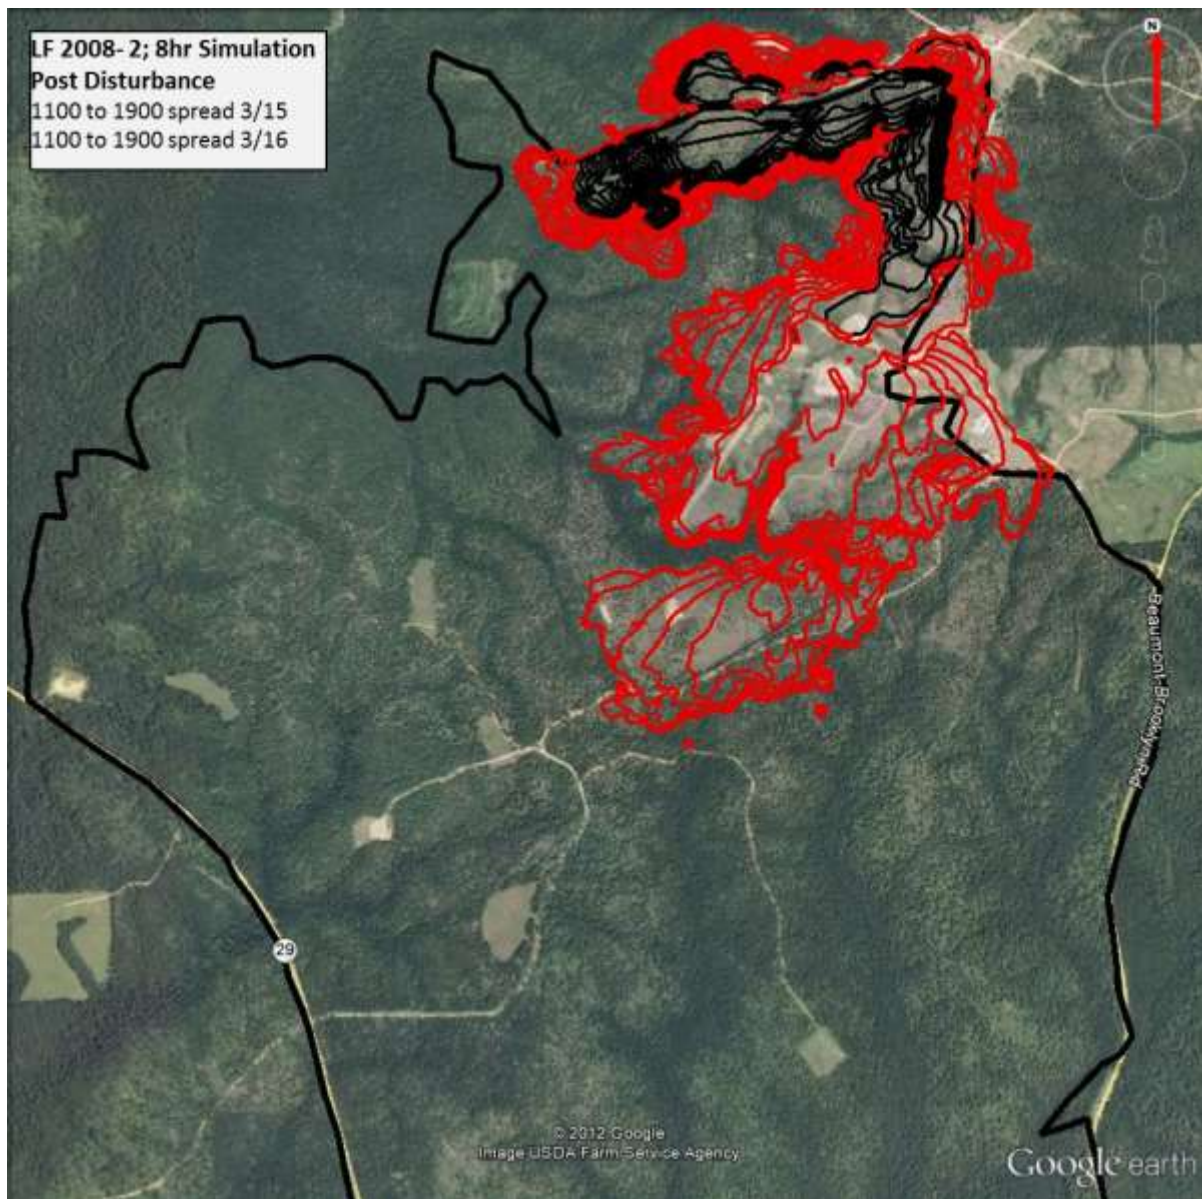 LF 2008- 2; 8hr Simulation
Post Disturbance
1100 to 1900 spread 3/15
1100 to 1900 spread 3/16
N
Beaumont-Brooklyn Rd
29
© 2012 Google
Image USDA Farm Service Agency
Google earth